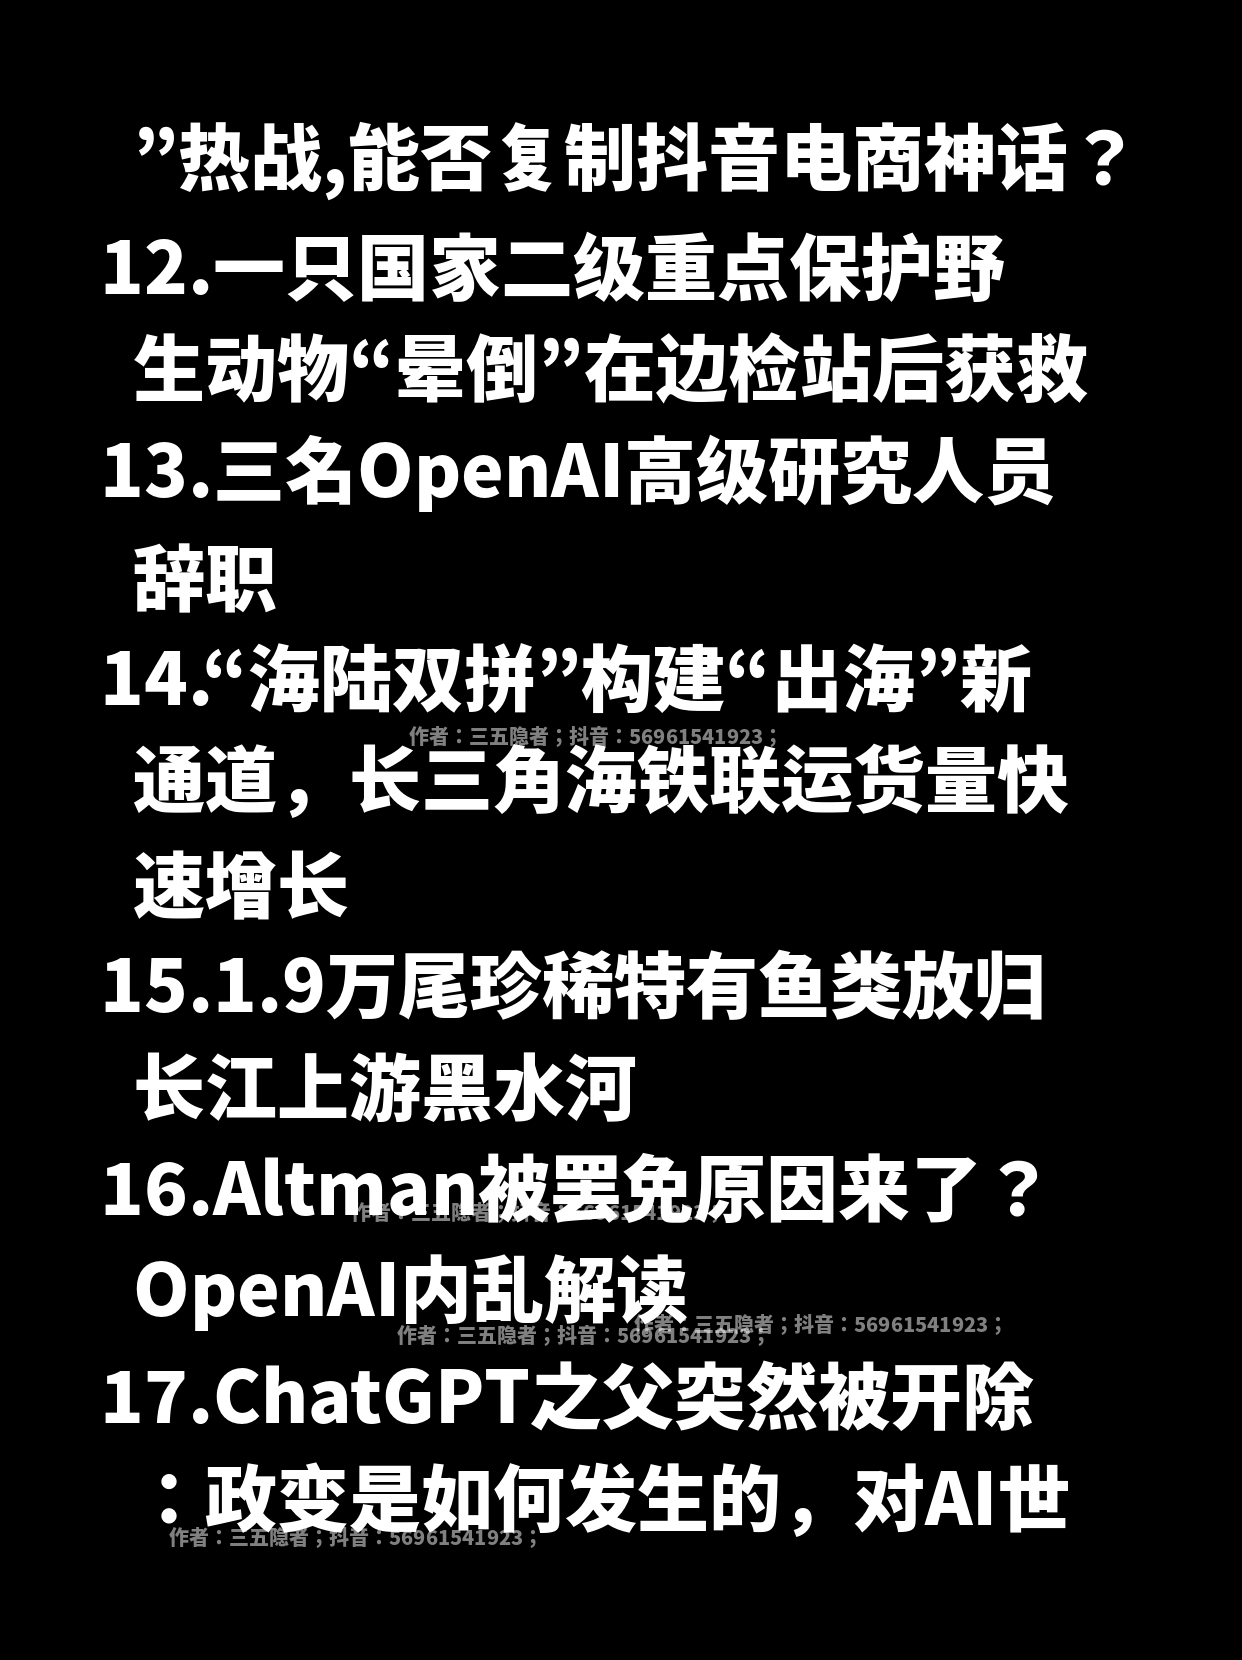 ”热战,能否复制抖音电商神话？
12.一只国家二级重点保护野
生动物“晕倒”在边检站后获救
13.三名OpenAI高级研究人员
辞职
14.“海陆双拼”构建“出海”新
作者：三五隐者；抖音：56961541923；
通道，长三角海铁联运货量快
速增长
15.1.9万尾珍稀特有鱼类放归
长江上游黑水河
16.Altman被罢免原因来了？
作者：三五隐者；抖音：56961541923；
OpenAI内乱解读
作者：三五隐者；抖音：56961541923；
作者：三五隐者；抖音：56961541923；
17.ChatGPT之父突然被开除
：政变是如何发生的，对AI世
作者：三五隐者；抖音：56961541923；